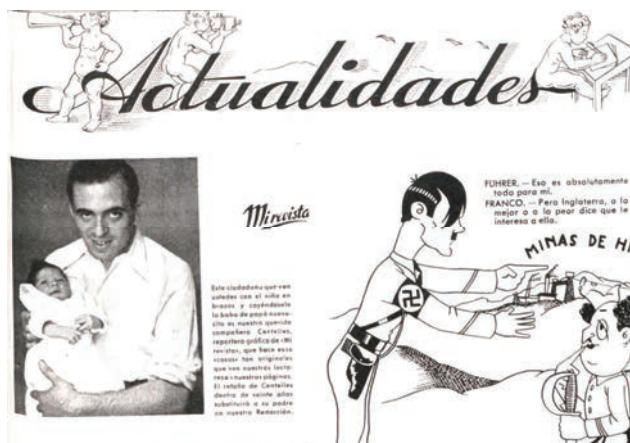 Actualidades
Mi revista
Este ciudadano que ven
ustedes con el niño en
brazos y cayéndosele
la baba de papá nueve-
cito es nuestro querido
compañero Centelles,
reportero gráfico de «Mi
revista», que hace esas
«cosas» tan originales
que ven nuestros lecto-
res e nuestras páginas.
El retoño de Centelles
dentro de veinte años
substituirá a su padre
en nuestra Redacción.
FUHRER. — Eso es absolutamente
todo para mí.
FRANCO. — Pero Inglaterra, a lo
mejor o a lo peor dice que le
interesa a ella.
MINAS DE HI